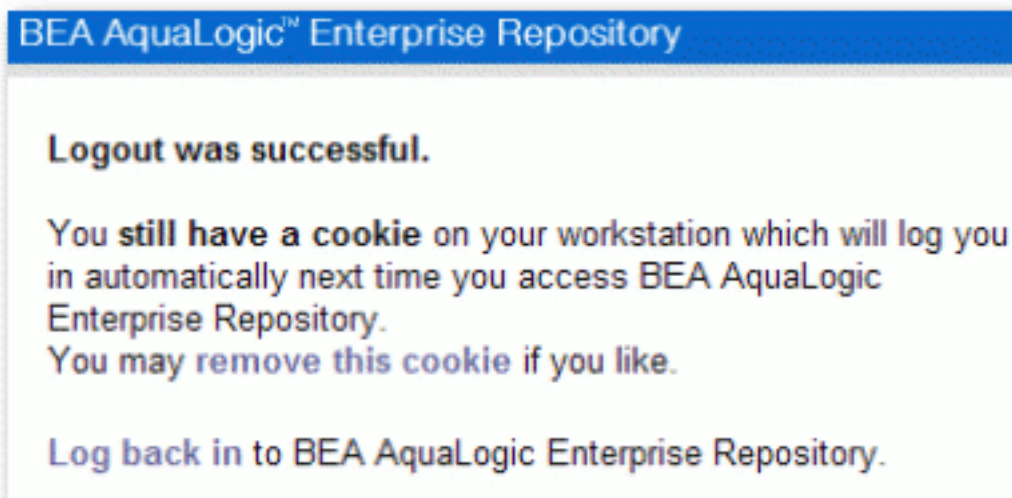 BEA AquaLogic™ Enterprise Repository
Logout was successful.
You still have a cookie on your workstation which will log you
in automatically next time you access BEA AquaLogic
Enterprise Repository.
You may remove this cookie if you like.
Log back in to BEA AquaLogic Enterprise Repository.